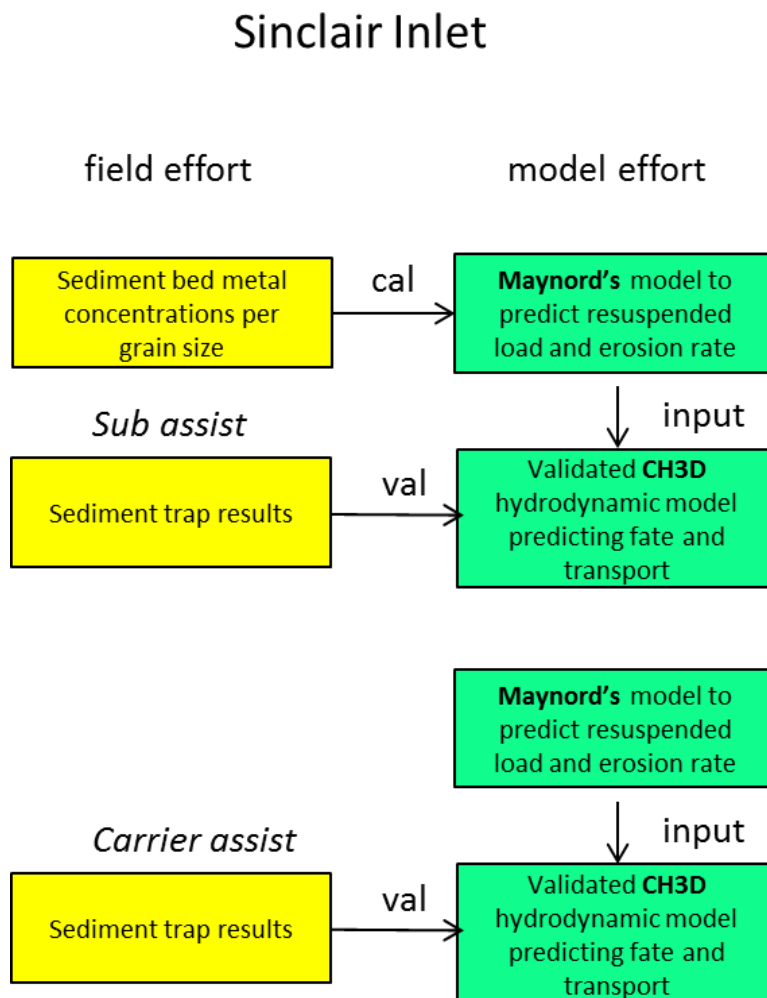 Sinclair Inlet
field effort
model effort
Sediment bed metal
concentrations per
grain size
cal
Maynord's model to
predict resuspended
load and erosion rate
input
Sub assist
Sediment trap results
val
Validated CH3D
hydrodynamic model
predicting fate and
transport
Maynord's model to
predict resuspended
load and erosion rate
input
Carrier assist
Sediment trap results
val
Validated CH3D
hydrodynamic model
predicting fate and
transport